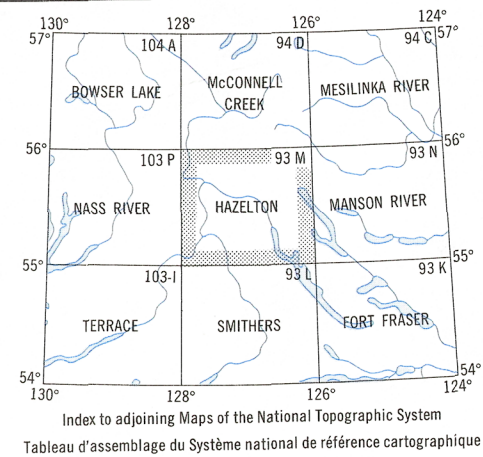 130° 128° 126° 124°
57° 104 A 94 D 94 C 57°
BOWSER LAKE McCONNELL CREEK MESILINKA RIVER
56° 103 P 93 M 93 N 56°
NASS RIVER HAZELTON MANSON RIVER
55° 103-I 93 L 93 K 55°
TERRACE SMITHERS FORT FRASER
54° 54°
130° 128° 126° 124°
Index to adjoining Maps of the National Topographic System
Tableau d'assemblage du Système national de référence cartographique